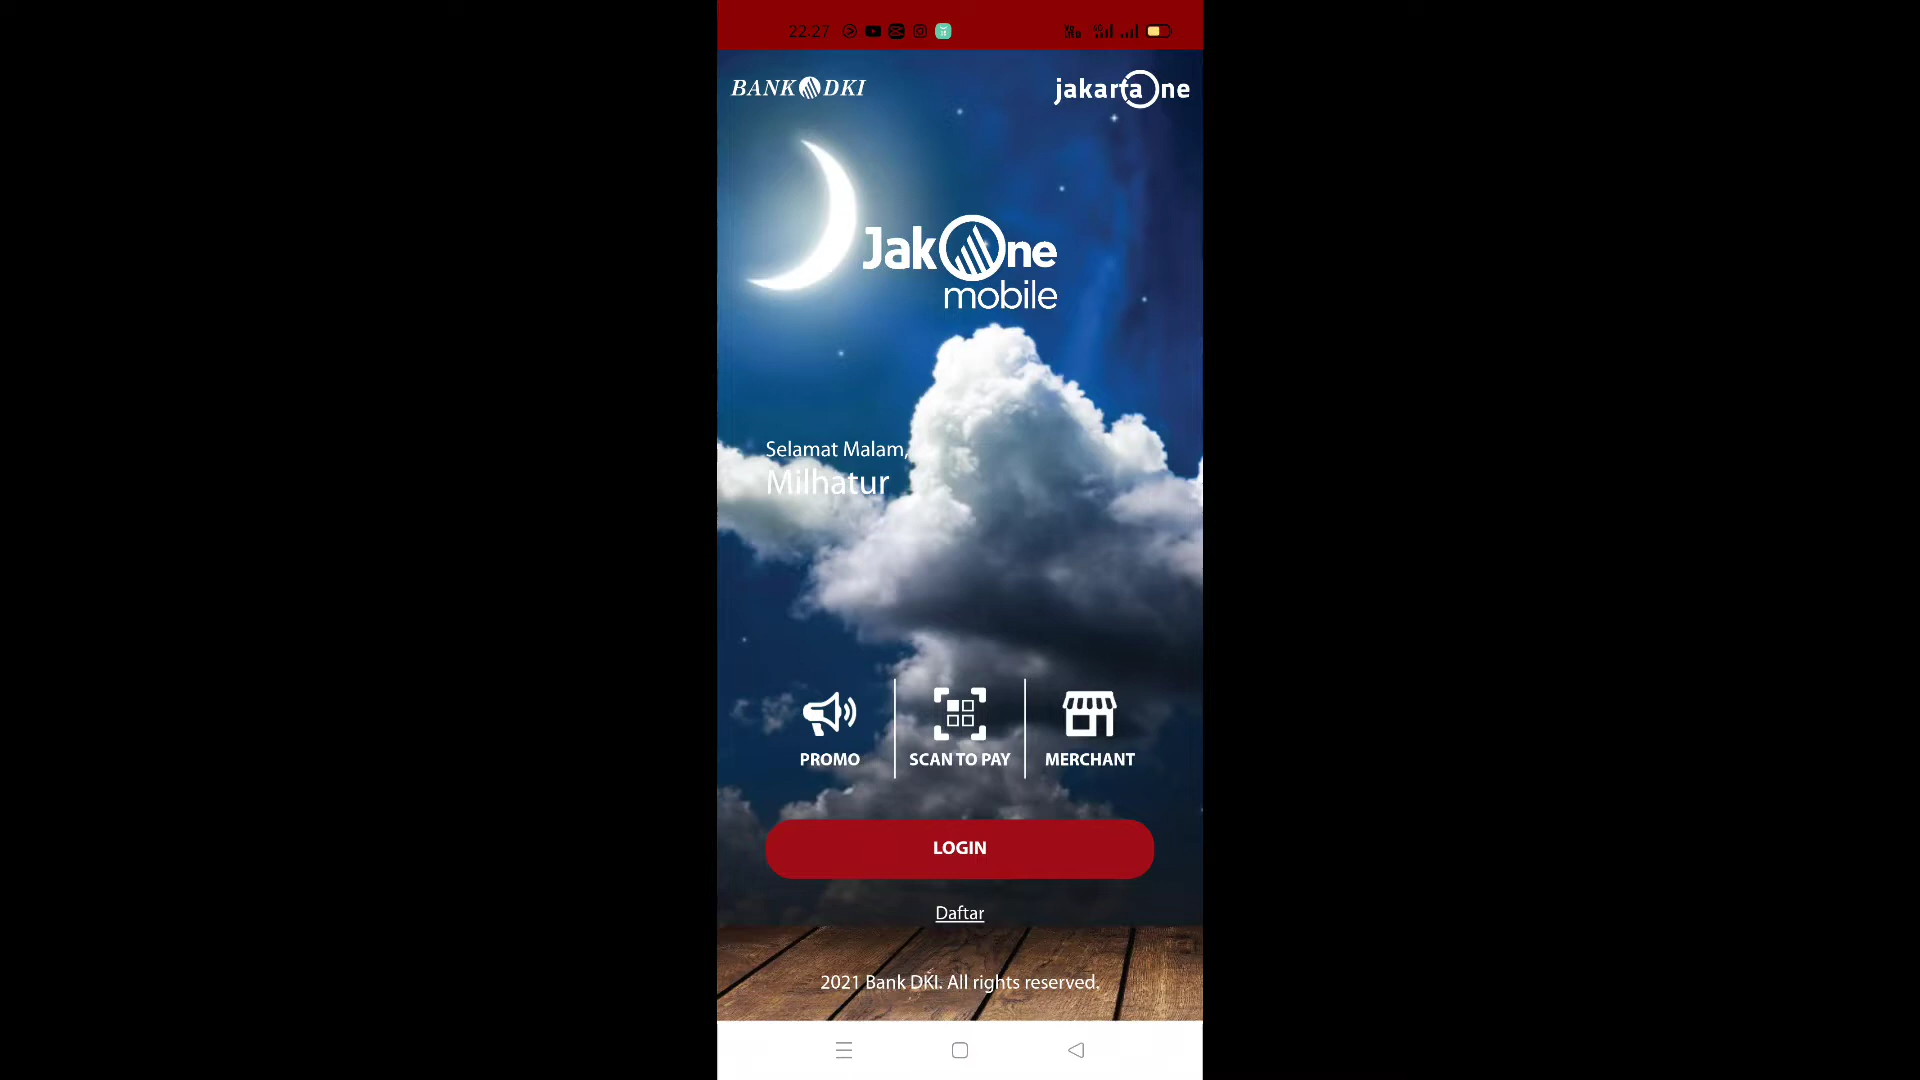 22:27
BANK DKI
jakartaOne
JakOne
mobile
Selamat Malam,
Milhatur
PROMO
SCAN TO PAY
MERCHANT
LOGIN
Daftar
2021 Bank DKI. All rights reserved.